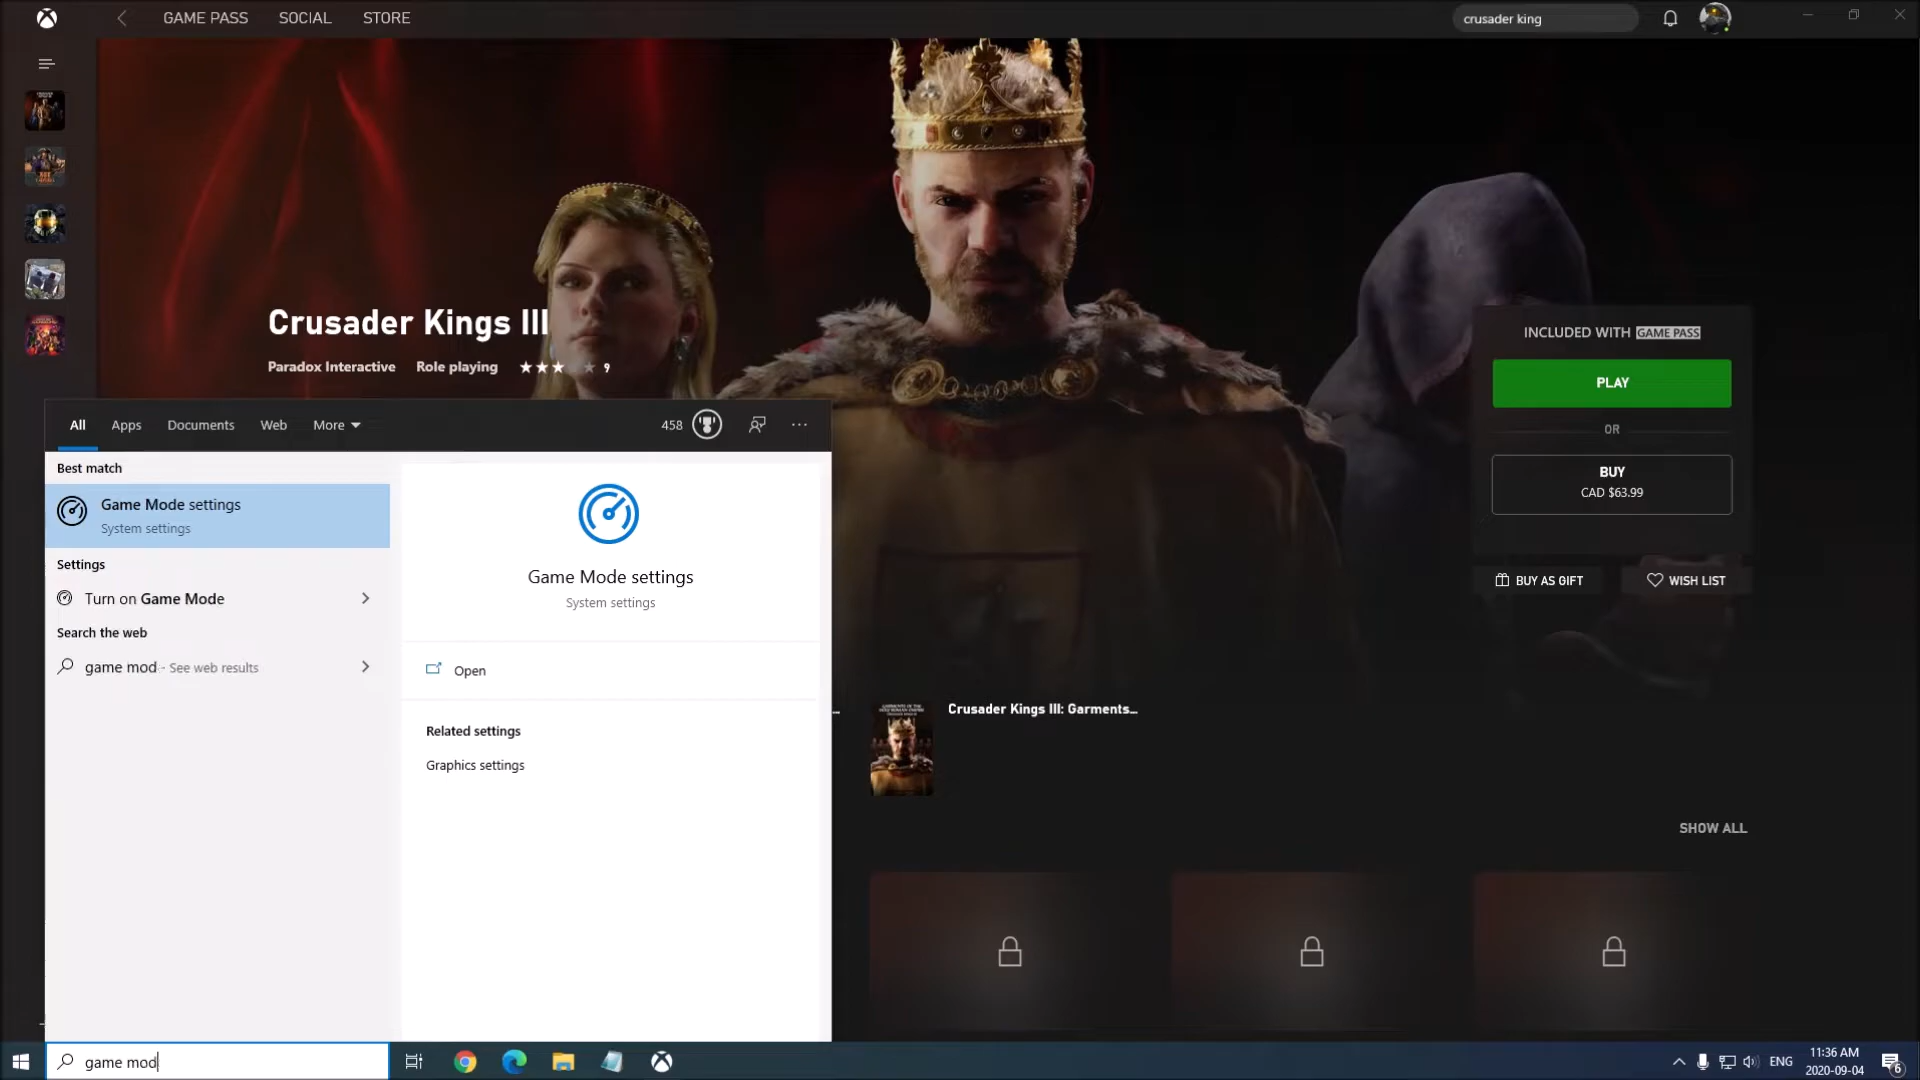 GAME PASS SOCIAL STORE
crusader king
Crusader Kings III
Paradox Interactive Role playing 9
INCLUDED WITH GAME PASS
PLAY
OR
BUY
CAD $63.99
BUY AS GIFT WISH LIST
All Apps Documents Web More 458 ...
Best match
Game Mode settings
System settings
Settings
Turn on Game Mode
Search the web
game mod - See web results
Game Mode settings
System settings
Open
Related settings
Graphics settings
Crusader Kings III: Garments...
SHOW ALL
game mod
ENG
11:36 AM
2020-09-04
6